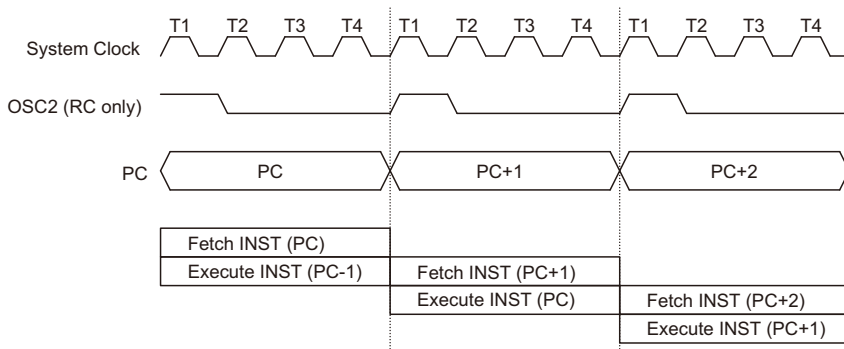 T1 T2 T3 T4 T1 T2 T3 T4 T1 T2 T3 T4
System Clock
OSC2 (RC only)
PC PC PC+1 PC+2
Fetch INST (PC)
Execute INST (PC-1) Fetch INST (PC+1)
Execute INST (PC) Fetch INST (PC+2)
Execute INST (PC+1)